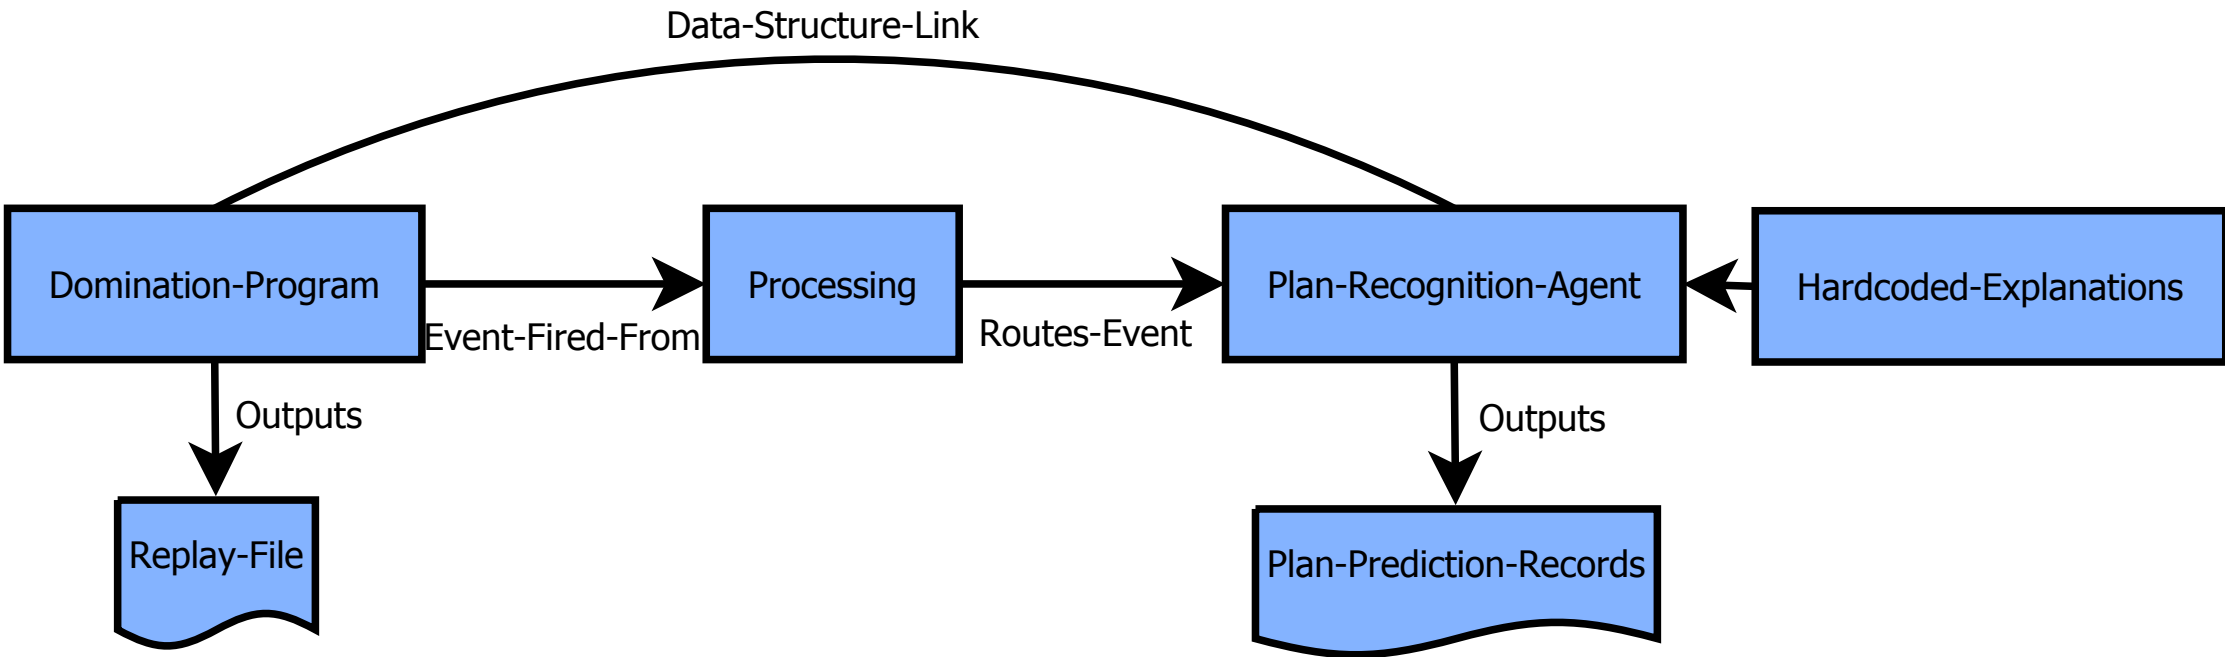 Data-Structure-Link
Domination-Program
Processing
Plan-Recognition-Agent
Hardcoded-Explanations
Event-Fired-From
Routes-Event
Outputs
Outputs
Replay-File
Plan-Prediction-Records